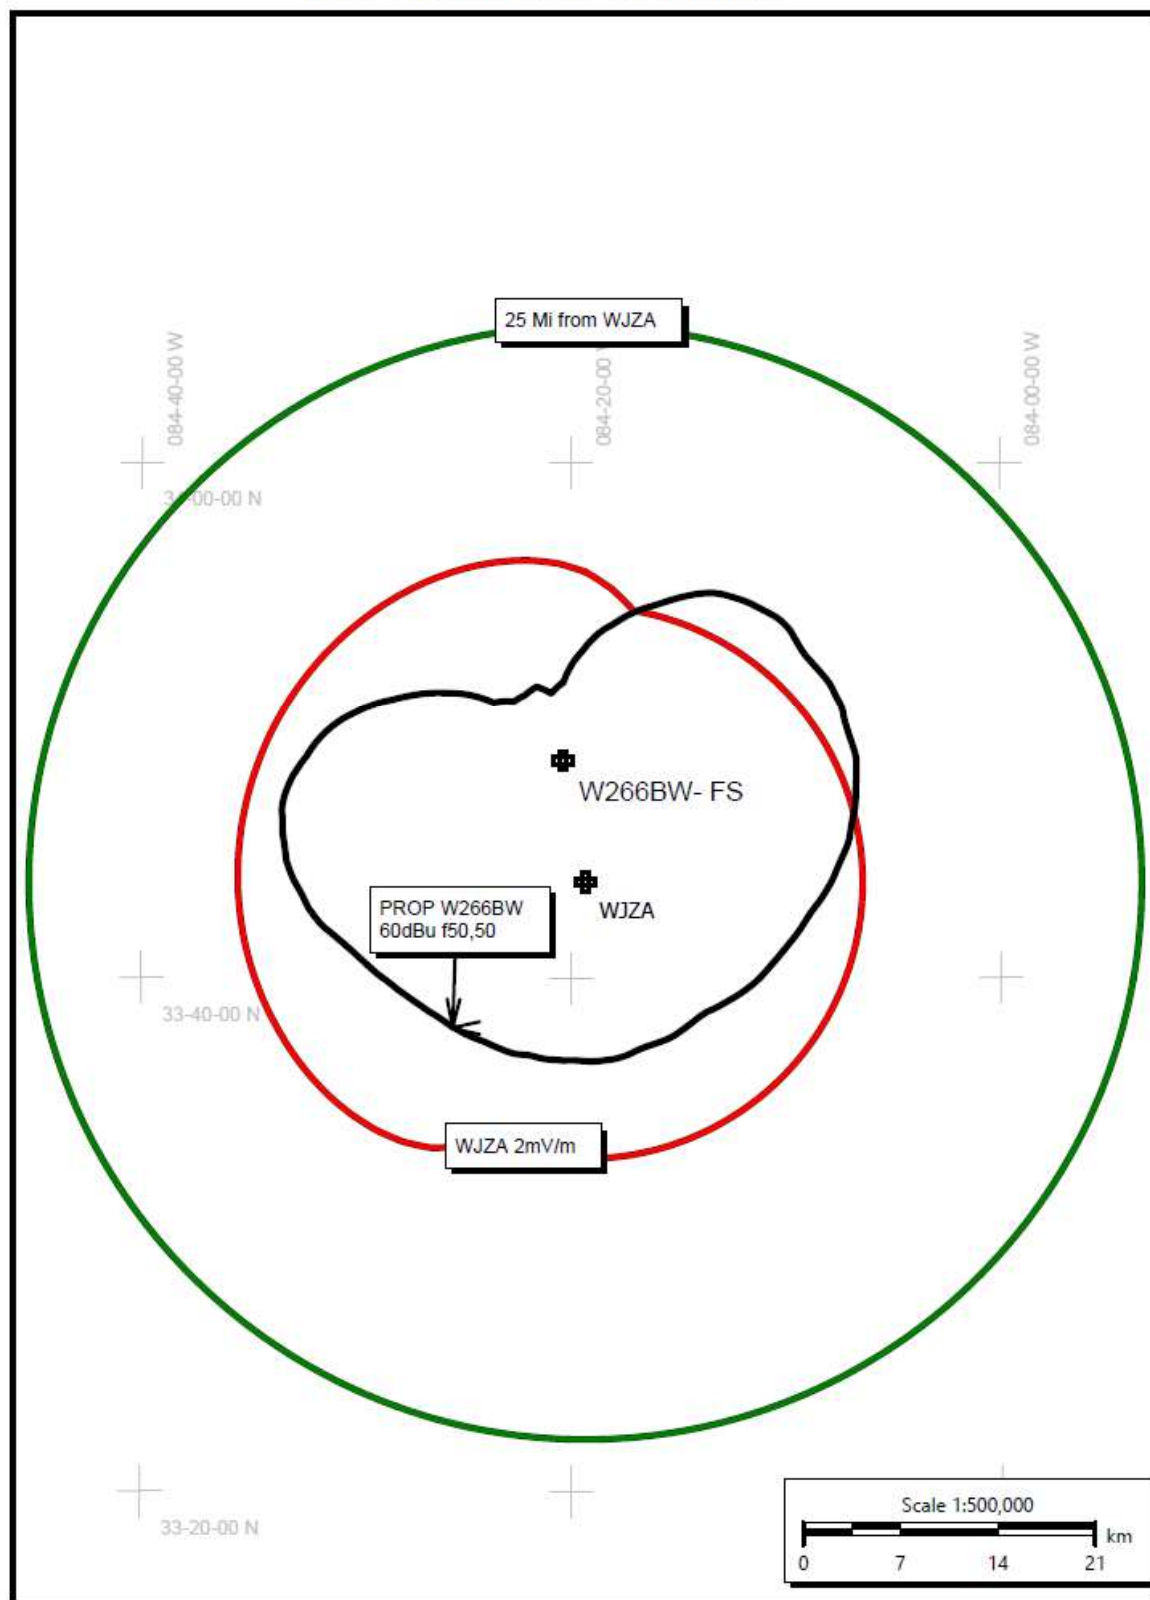 25 Mi from WJZA
084-40-00 W
084-20-00 W
084-00-00 W
34-00-00 N
W266BW- FS
PROP W266BW
60dBu f50,50
WJZA
33-40-00 N
WJZA 2mV/m
33-20-00 N
Scale 1:500,000
km
0 7 14 21